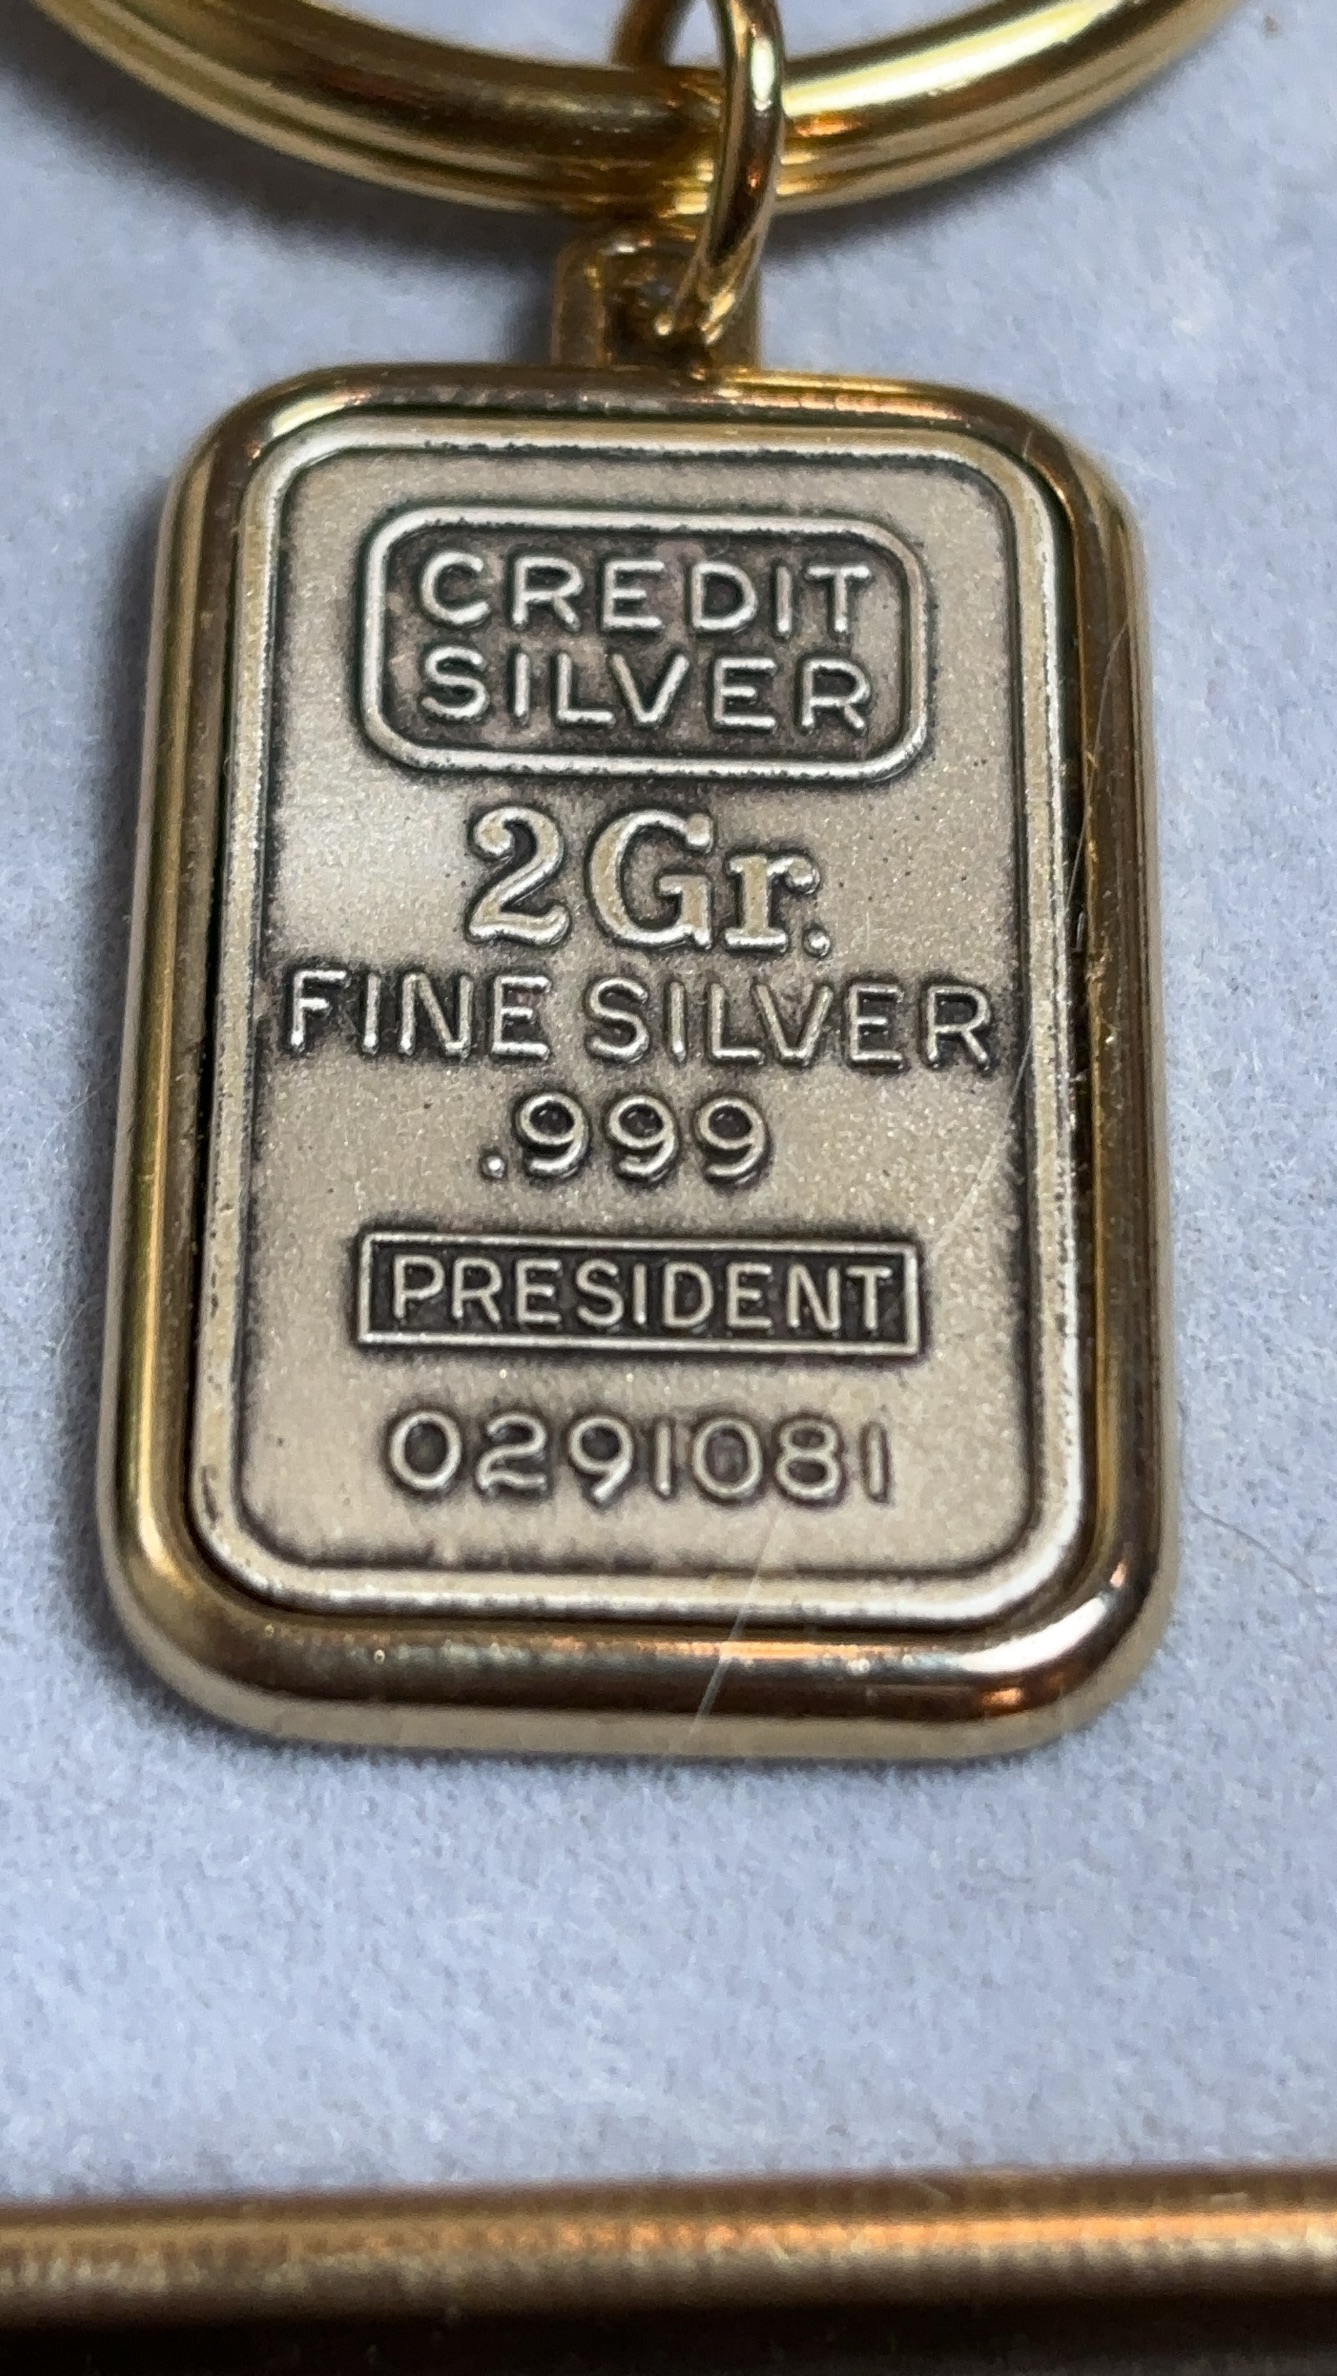 CREDIT
SILVER
2Gr.
FINE SILVER
.999
PRESIDENT
0291081